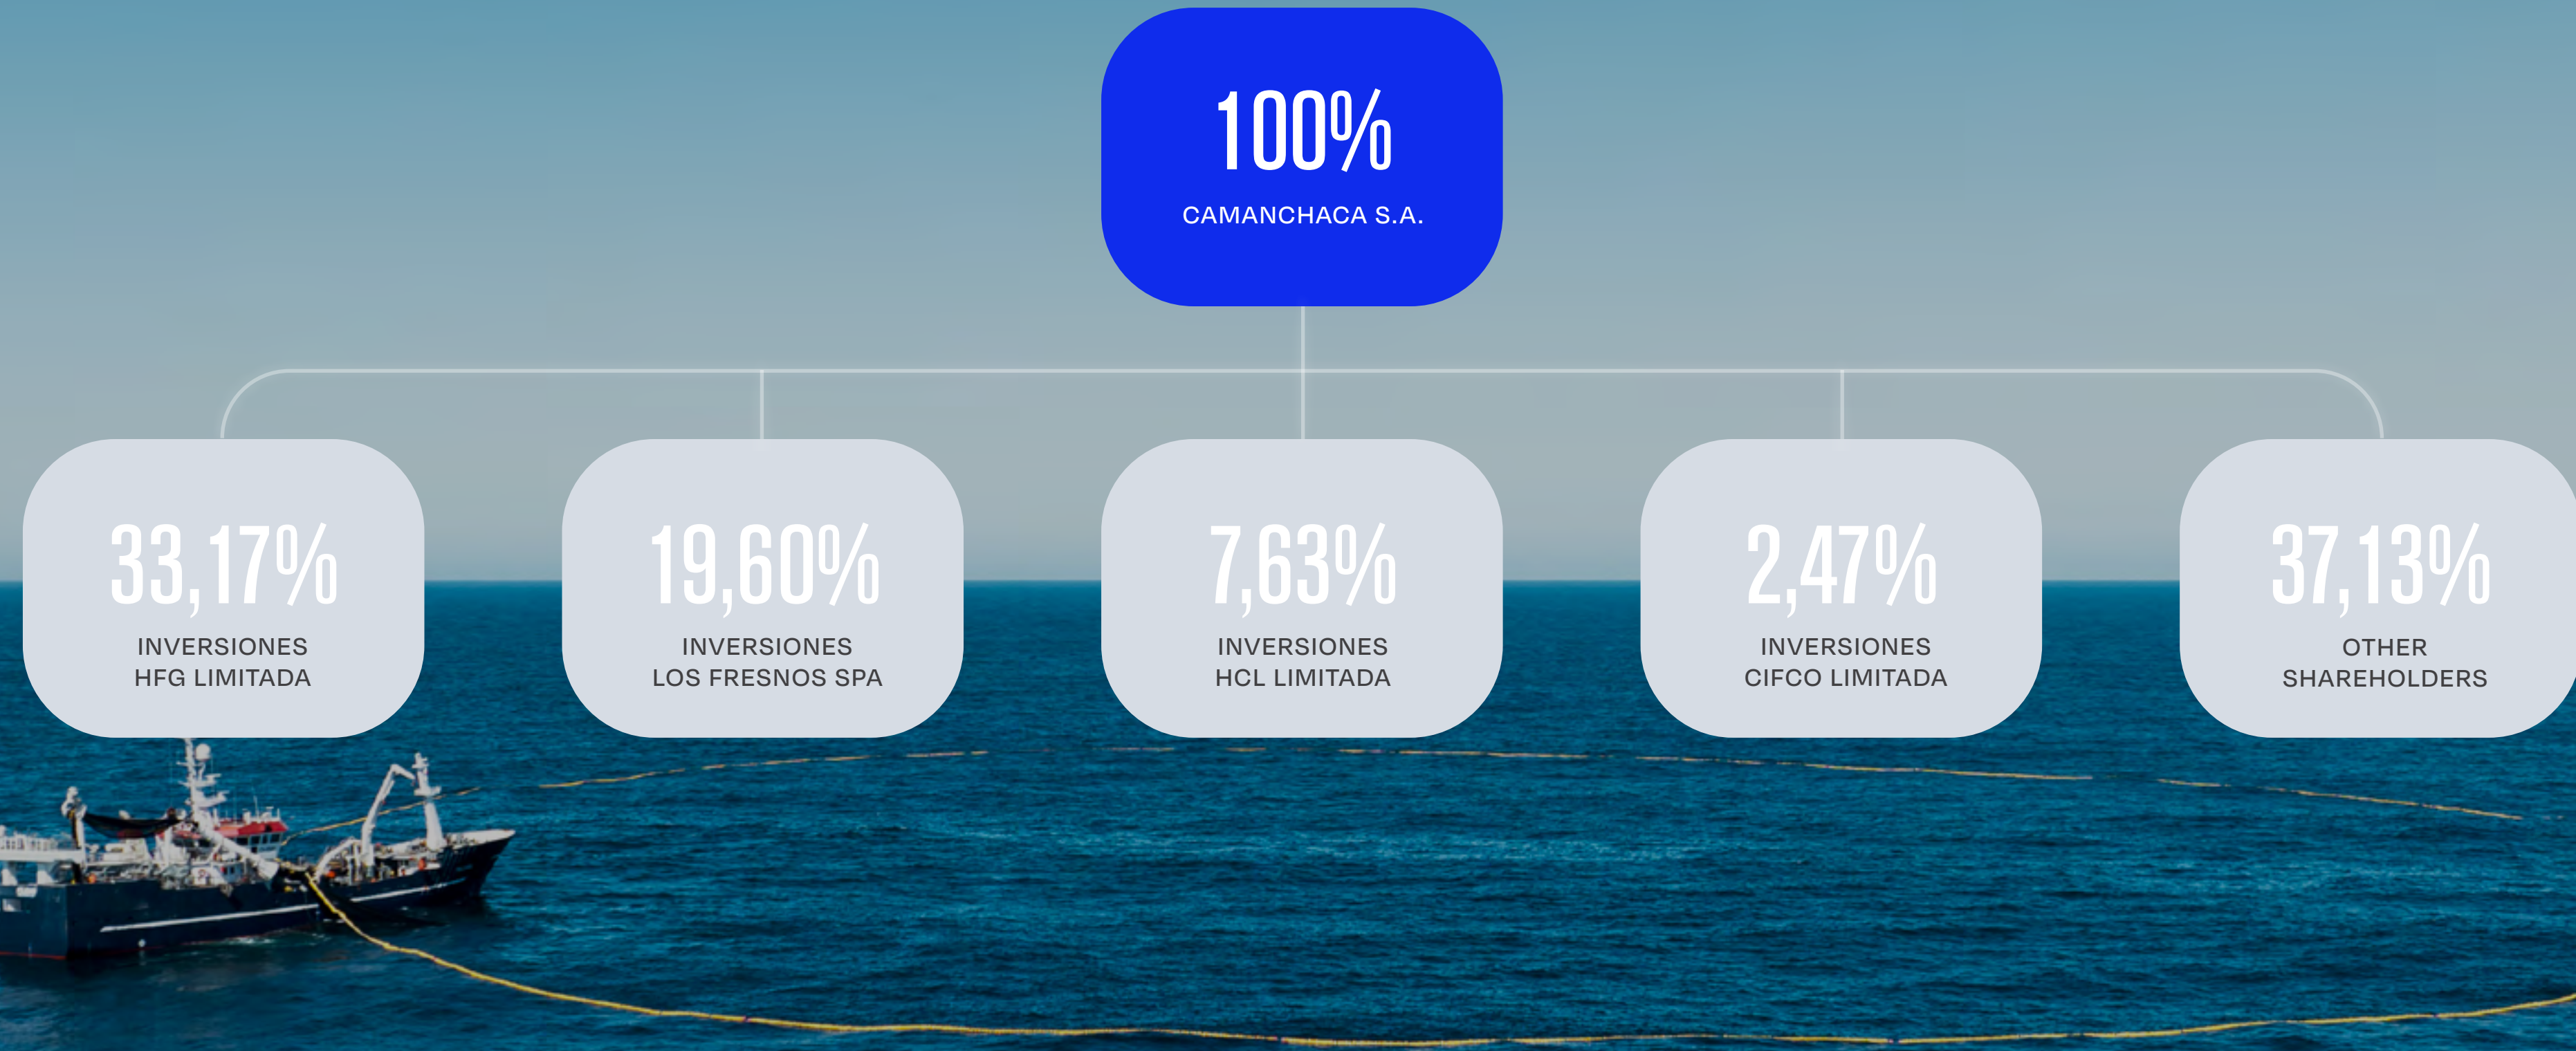 100%
CAMANCHACA S.A.
33,17%
INVERSIONES
HFG LIMITADA
19,60%
INVERSIONES
LOS FRESNOS SPA
7,63%
INVERSIONES
HCL LIMITADA
2,47%
INVERSIONES
CIFCO LIMITADA
37,13%
OTHER
SHAREHOLDERS